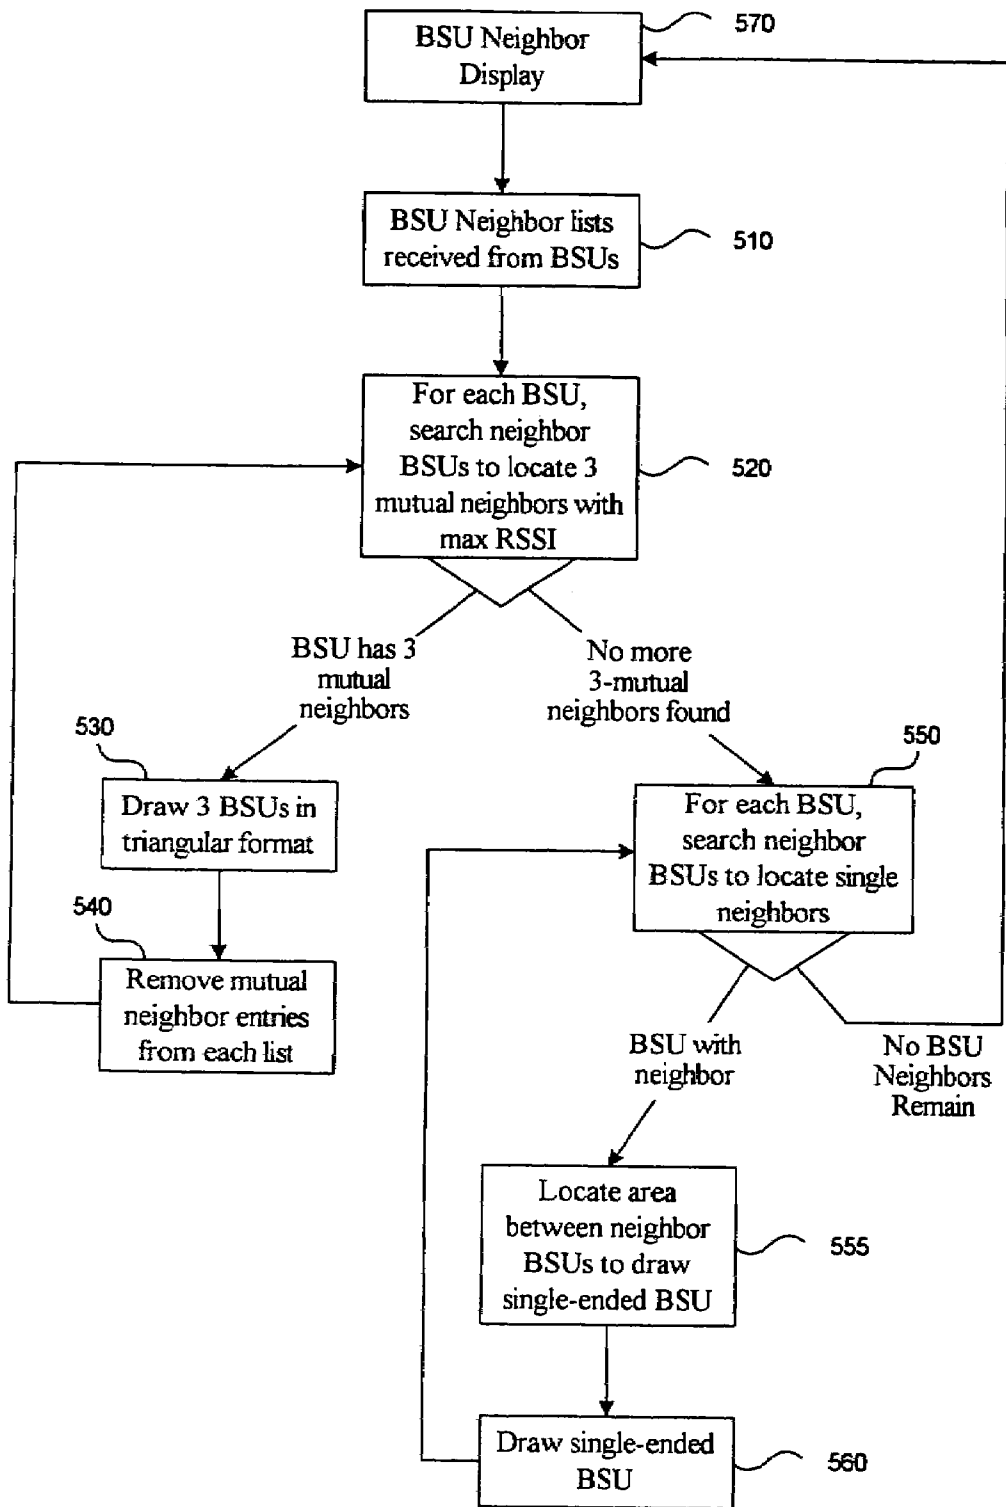 BSU Neighbor
Display
570
BSU Neighbor lists
received from BSUs
510
For each BSU,
search neighbor
BSUs to locate 3
mutual neighbors with
max RSSI
520
BSU has 3
mutual
neighbors
No more
3-mutual
neighbors found
530
Draw 3 BSUs in
triangular format
540
Remove mutual
neighbor entries
from each list
550
For each BSU,
search neighbor
BSUs to locate single
neighbors
BSU with
neighbor
No BSU
Neighbors
Remain
Locate area
between neighbor
BSUs to draw
single-ended BSU
555
Draw single-ended
BSU
560